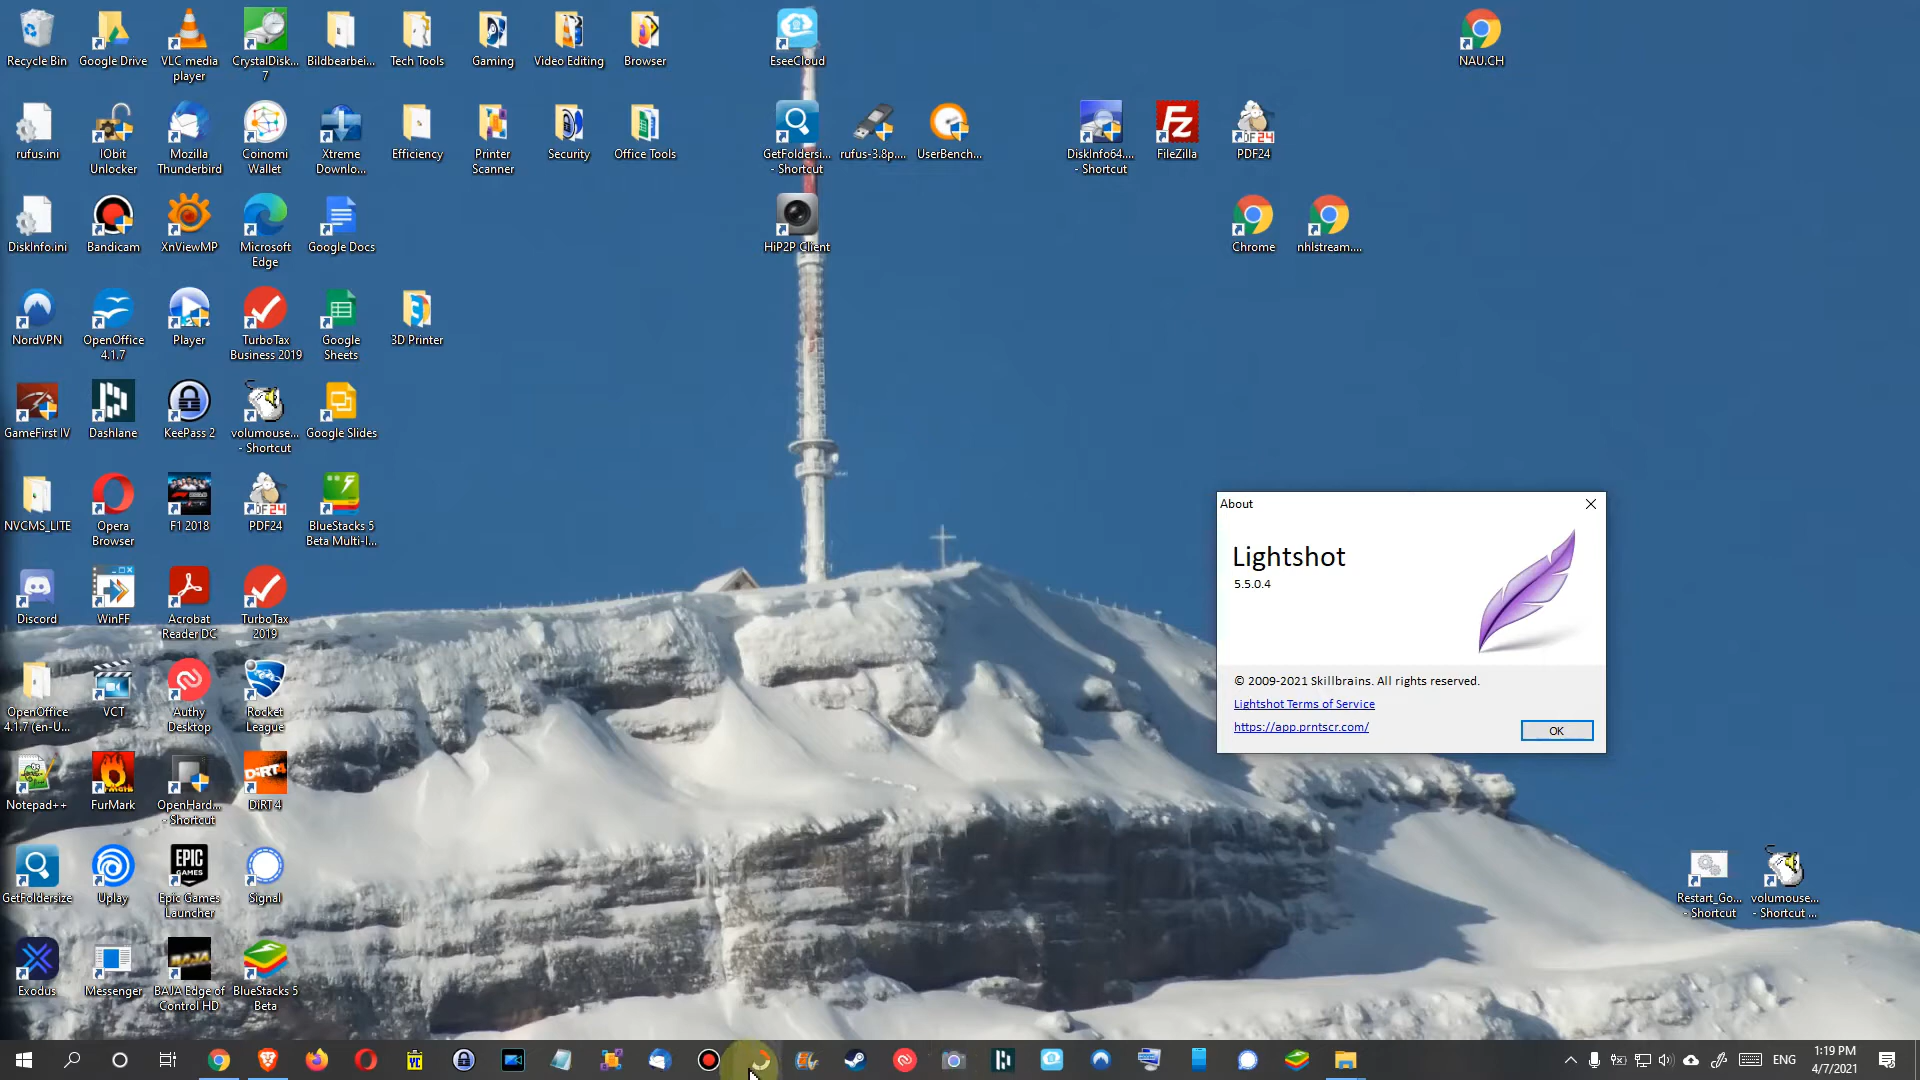 Recycle Bin
Google Drive
VLC media
player
CrystalDisk...
7
Bildbearbei...
Tech Tools
Gaming
Video Editing
Browser
EseeCloud
NAU.CH
rufus.ini
IObit
Unlocker
Mozilla
Thunderbird
Coinomi
Wallet
Xtreme
Downlo...
Efficiency
Printer
Scanner
Security
Office Tools
GetFoldersi...
- Shortcut
rufus-3.8p....
UserBench...
DiskInfo64....
- Shortcut
FileZilla
PDF24
DiskInfo.ini
Bandicam
XnViewMP
Microsoft
Edge
Google Docs
HiP2P Client
Chrome
nhlstream....
NordVPN
OpenOffice
4.1.7
Player
TurboTax
Business 2019
Google
Sheets
3D Printer
GameFirst IV
Dashlane
KeePass 2
volumouse...
- Shortcut
Google Slides
NVCMS_LITE
Opera
Browser
F1 2018
PDF24
BlueStacks 5
Beta Multi-I...
Discord
WinFF
Acrobat
Reader DC
TurboTax
2019
OpenOffice
4.1.7 (en-U...
VCT
Authy
Desktop
Rocket
League
Notepad++
FurMark
OpenHard...
- Shortcut
DiRT 4
GetFoldersize
Uplay
Epic Games
Launcher
Signal
Exodus
Messenger
BAJA Edge of
Control HD
BlueStacks 5
Beta
About
Lightshot
5.5.0.4
© 2009-2021 Skillbrains. All rights reserved.
Lightshot Terms of Service
https://app.prntscr.com/
OK
Restart_Go...
- Shortcut
volumouse...
- Shortcut ...
ENG
1:19 PM
4/7/2021